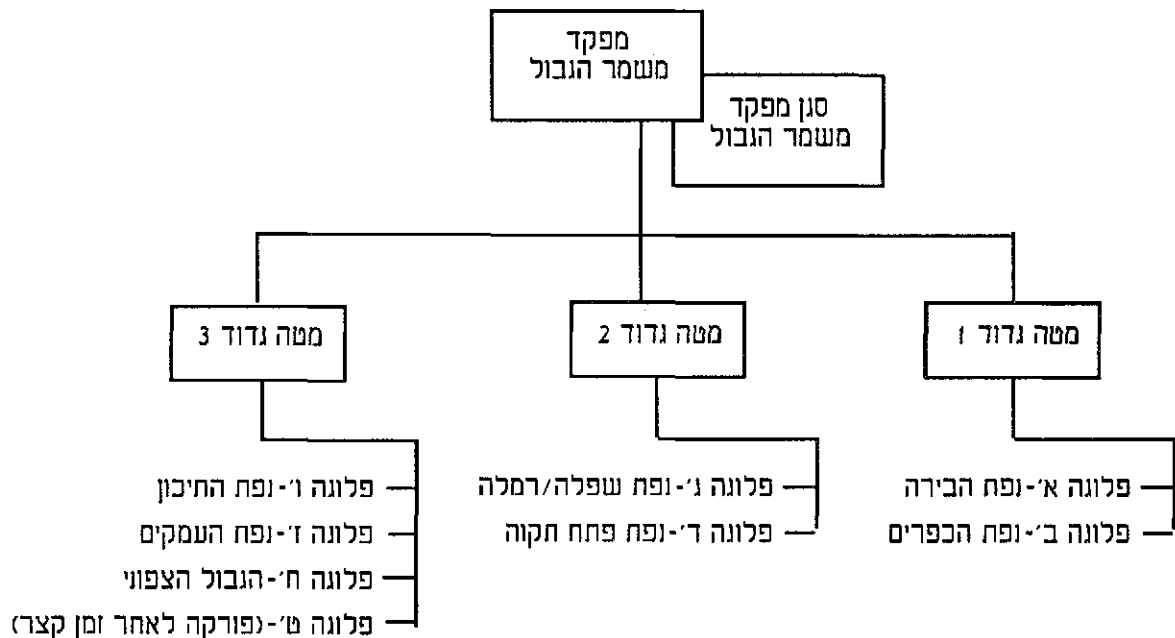 מפקד
משמר הגבול
סגן מפקד
משמר הגבול
מטה גדוד 1
מטה גדוד 2
מטה גדוד 3
פלוגה א'-נפת הבירה
פלוגה ב'-נפת הכפרים
פלוגה ג'-נפת שפלה/רמלה
פלוגה ד'-נפת פתח תקוה
פלוגה ו'-נפת התיכון
פלוגה ז'-נפת העמקים
פלוגה ח'-הגבול הצפוני
פלוגה ט'-(פורקה לאחר זמן קצר)